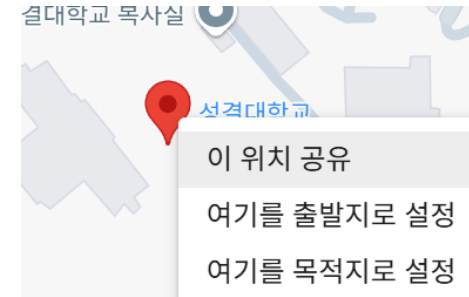 결대학교 목사실
성결대학교
이 위치 공유
여기를 출발지로 설정
여기를 목적지로 설정